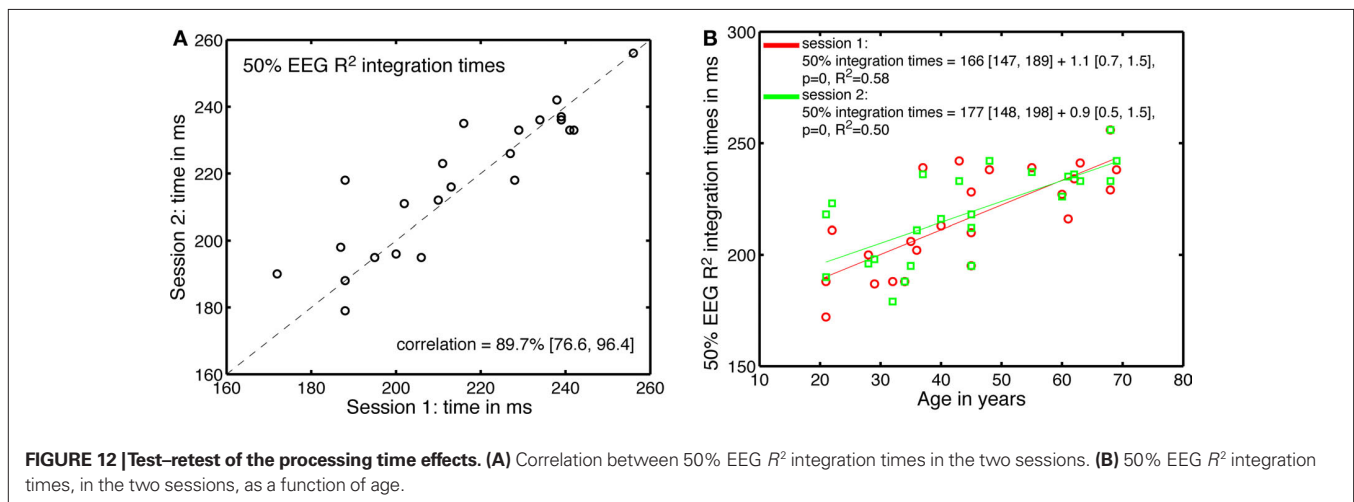 A
50% EEG R² integration times
correlation = 89.7% [76.6, 96.4]
Session 2: time in ms
260
240
220
200
180
160
160 180 200 220 240 260
Session 1: time in ms
B
session 1:
50% integration times = 166 [147, 189] + 1.1 [0.7, 1.5],
p=0, R²=0.58
session 2:
50% integration times = 177 [148, 198] + 0.9 [0.5, 1.5],
p=0, R²=0.50
50% EEG R² integration times in ms
300
250
200
150
10 20 30 40 50 60 70 80
Age in years
FIGURE 12 | Test–retest of the processing time effects. (A) Correlation between 50% EEG R² integration times in the two sessions. (B) 50% EEG R² integration
times, in the two sessions, as a function of age.